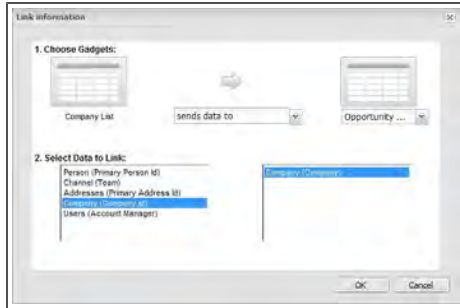 Link information
1. Choose Gadgets:
Company List
sends data to
Opportunity ...
2. Select Data to Link:
Person (Primary Person Id)
Channel (Team)
Addresses (Primary Address Id)
Company (Company Id)
Users (Account Manager)
Company (Company)
OK
Cancel